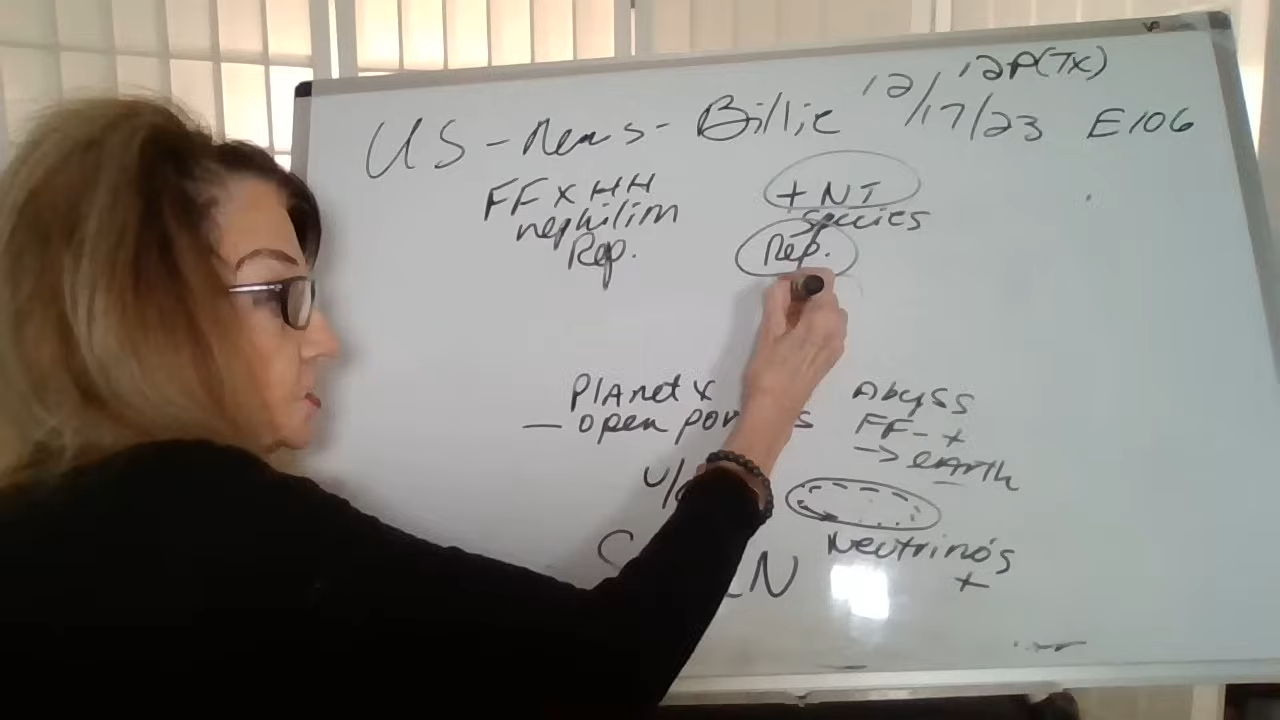 12P(Tx)
US - News - Billie 12/17/23 E106
FF x HH
nephilim
Rep.
+ NT
species
Rep.
Planet x
— open
Abyss
FF - +
→ earth
Neutrino's
+